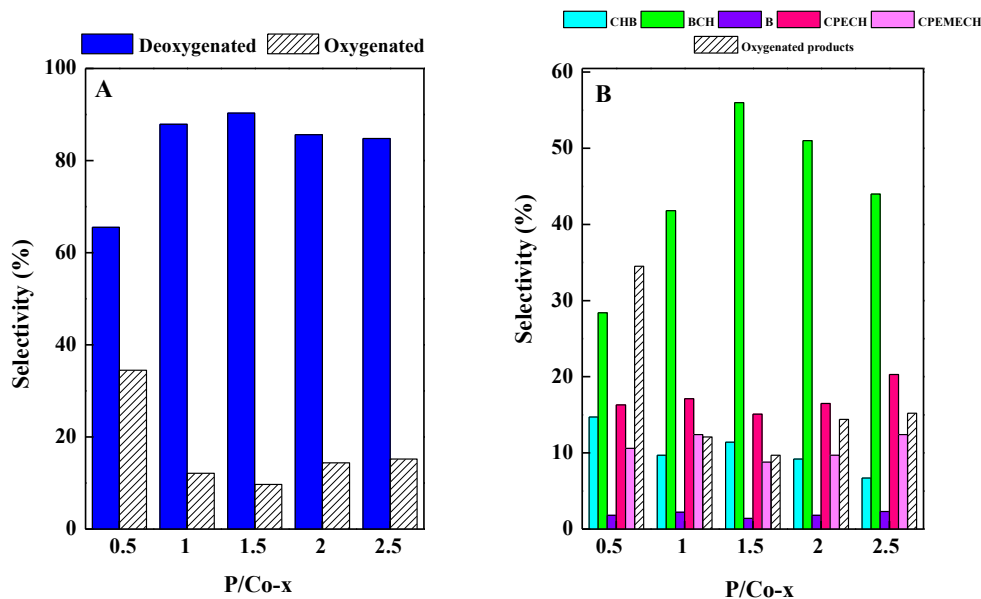 Deoxygenated Oxygenated
A
100
80
60
40
20
0
Selectivity (%)
0.5 1 1.5 2 2.5
P/Co-x
CHB BCH B CPECH CPEMECH
Oxygenated products
B
60
50
40
30
20
10
0
Selectivity (%)
0.5 1 1.5 2 2.5
P/Co-x